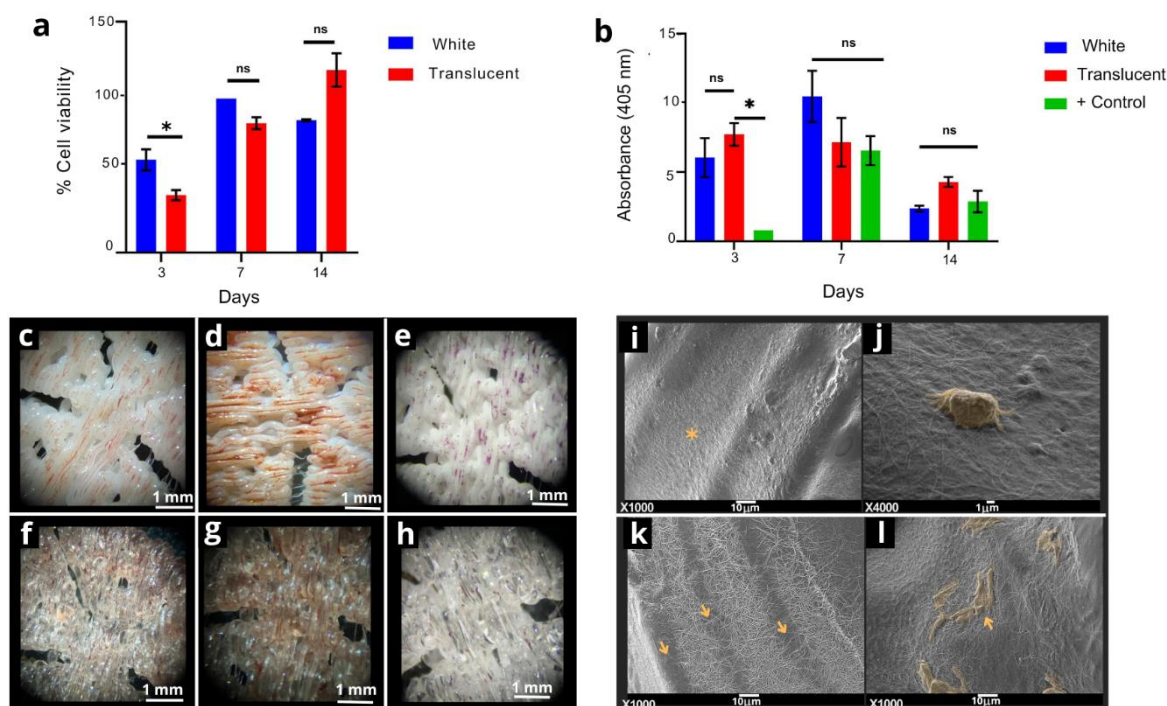 a
150
100
50
0
% Cell viability
*
ns
ns
3
7
14
Days
White
Translucent
b
15
10
5
0
Absorbance (405 nm)
ns
*
ns
ns
3
7
14
Days
White
Translucent
+ Control
c
1 mm
d
1 mm
e
1 mm
f
1 mm
g
1 mm
h
1 mm
i
*
X1000
10µm
j
X4000
1µm
k
X1000
10µm
l
X1000
10µm